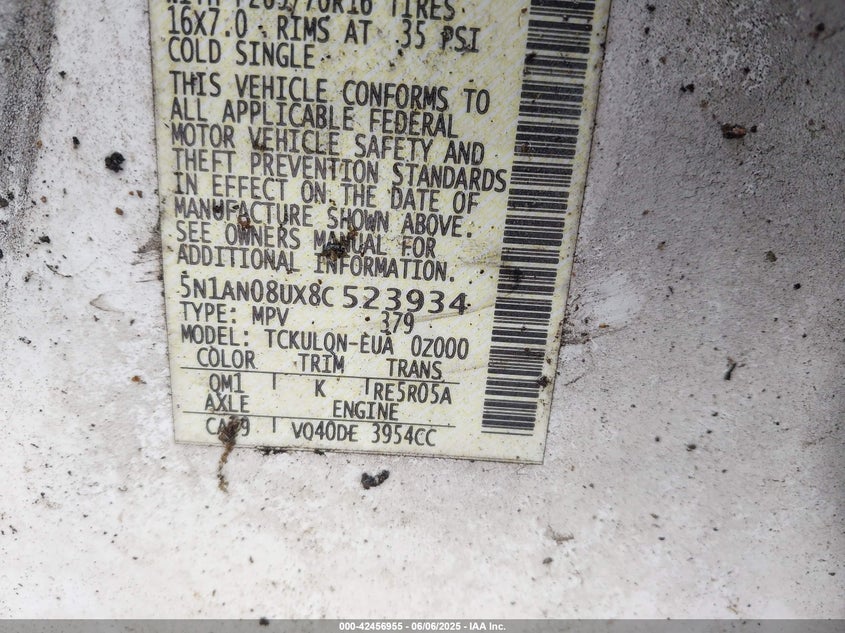 16X7.0 RIMS AT 35 PSI
COLD SINGLE
THIS VEHICLE CONFORMS TO
ALL APPLICABLE FEDERAL
MOTOR VEHICLE SAFETY AND
THEFT PREVENTION STANDARDS
IN EFFECT ON THE DATE OF
MANUFACTURE SHOWN ABOVE.
SEE OWNERS MANUAL FOR
ADDITIONAL INFORMATION.
5N1AN08UX8C 523934
TYPE: MPV 379
MODEL: TCKULQN-EUA 0Z000
COLOR TRIM TRANS
QM1 K RE5R05A
AXLE ENGINE
VQ40DE 3954CC
000-42456955 - 06/06/2025 - IAA Inc.